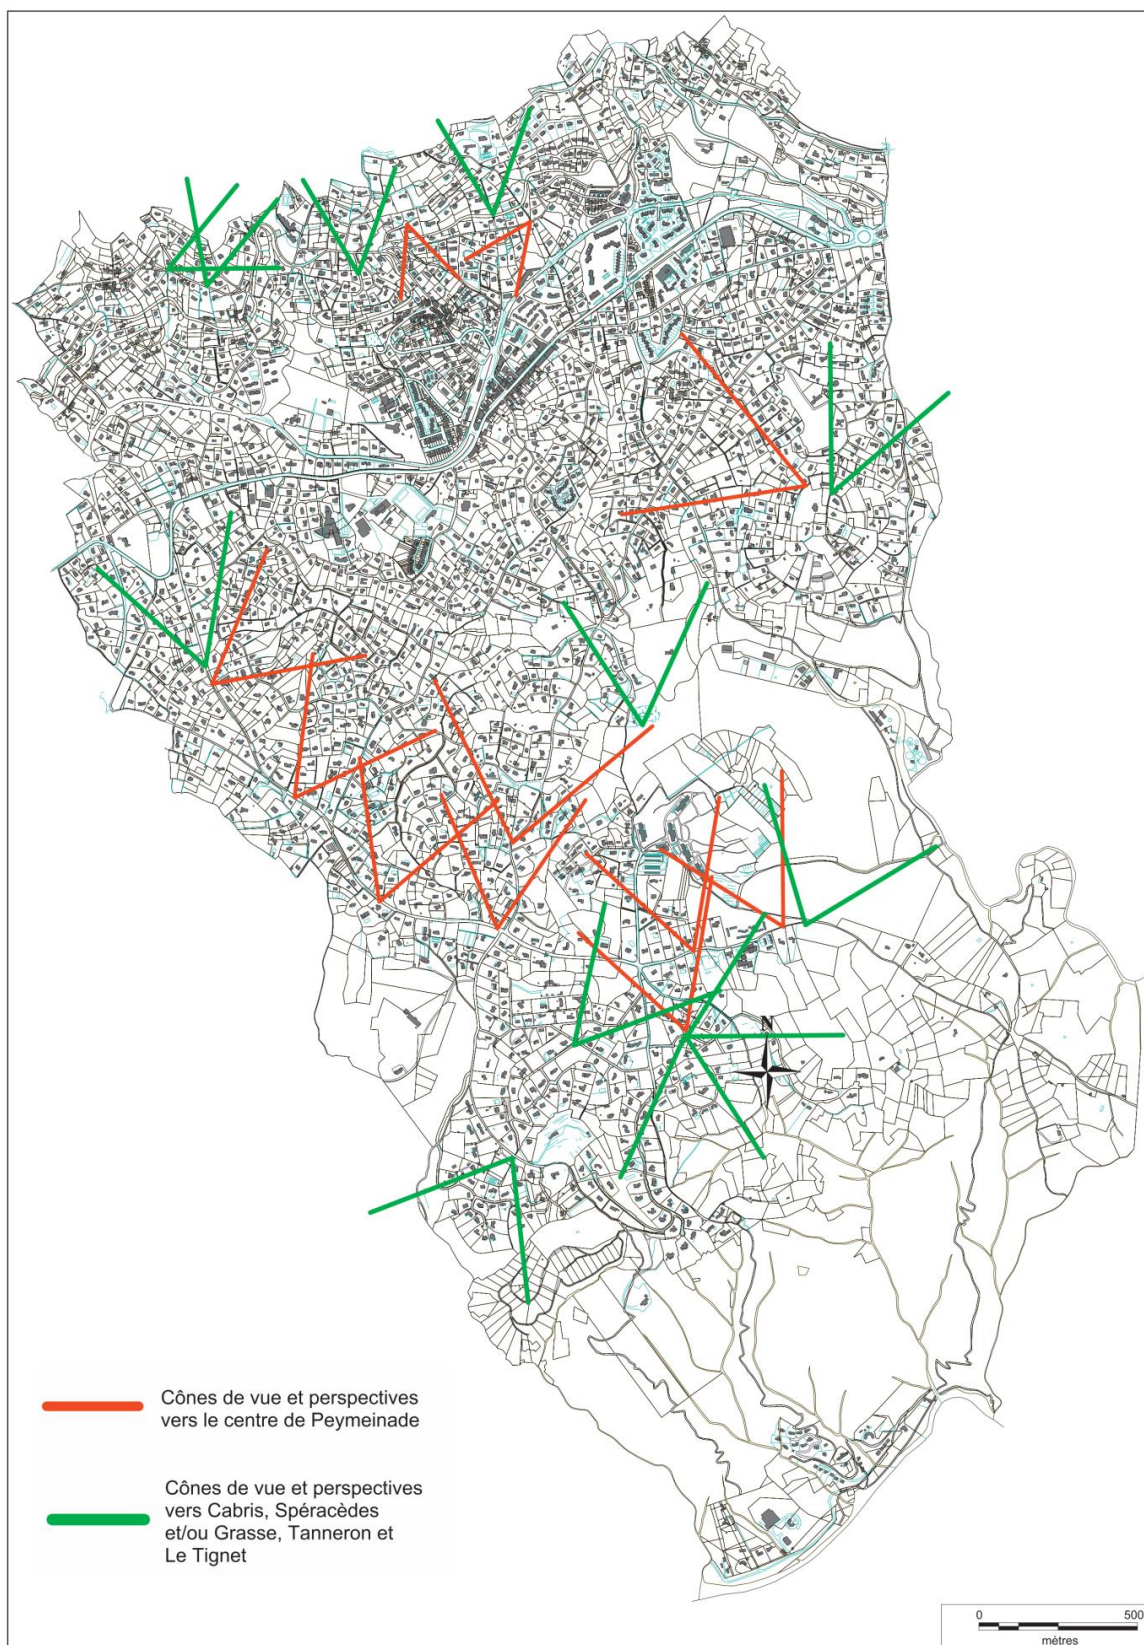 N
Cônes de vue et perspectives
vers le centre de Peymeinade
Cônes de vue et perspectives
vers Cabris, Spéracèdes
et/ou Grasse, Tanneron et
Le Tignet
0 500
mètres